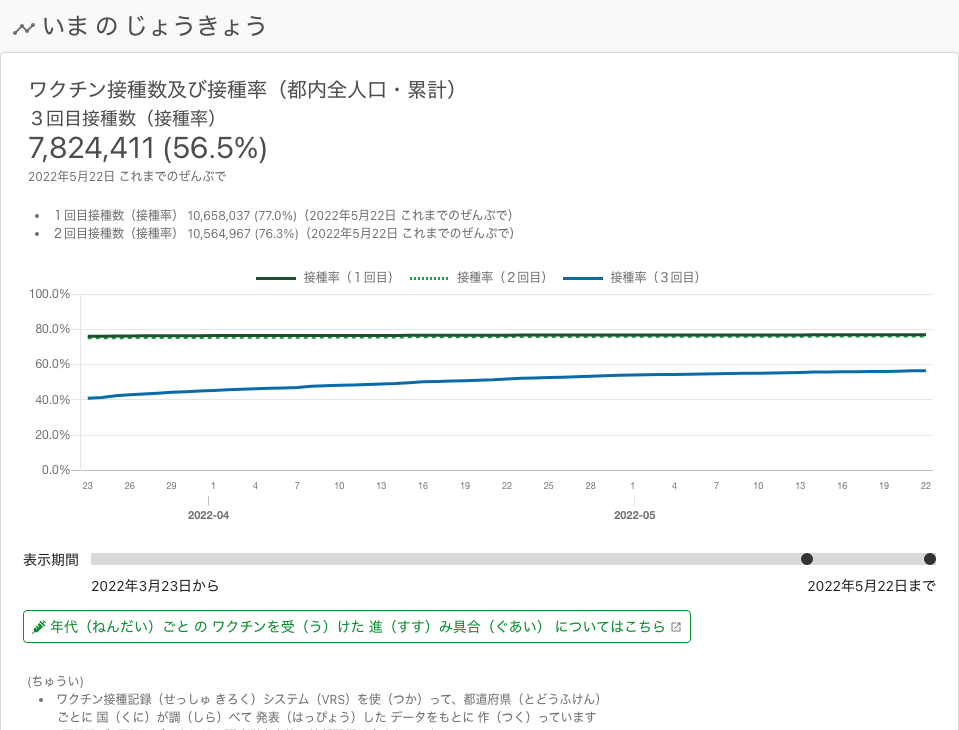 いま の じょうきょう
ワクチン接種数及び接種率（都内全人口・累計）
３回目接種数（接種率）
7,824,411 (56.5%)
2022年5月22日 これまでのぜんぶで
• １回目接種数（接種率） 10,658,037 (77.0%)（2022年5月22日 これまでのぜんぶで）
• ２回目接種数（接種率） 10,564,967 (76.3%)（2022年5月22日 これまでのぜんぶで）
接種率（１回目） 接種率（２回目） 接種率（３回目）
100.0%
80.0%
60.0%
40.0%
20.0%
0.0%
23 26 29 1 4 7 10 13 16 19 22 25 28 1 4 7 10 13 16 19 22
2022-04 2022-05
表示期間
2022年3月23日から 2022年5月22日まで
年代（ねんだい）ごと の ワクチンを受（う）けた 進（すす）み具合（ぐあい） についてはこちら
(ちゅうい)
• ワクチン接種記録（せっしゅ きろく）システム（VRS）を使（つか）って、都道府県（とどうふけん）
ごとに 国（くに）が調（しら）べて 発表（はっぴょう）した データをもとに 作（つく）っています